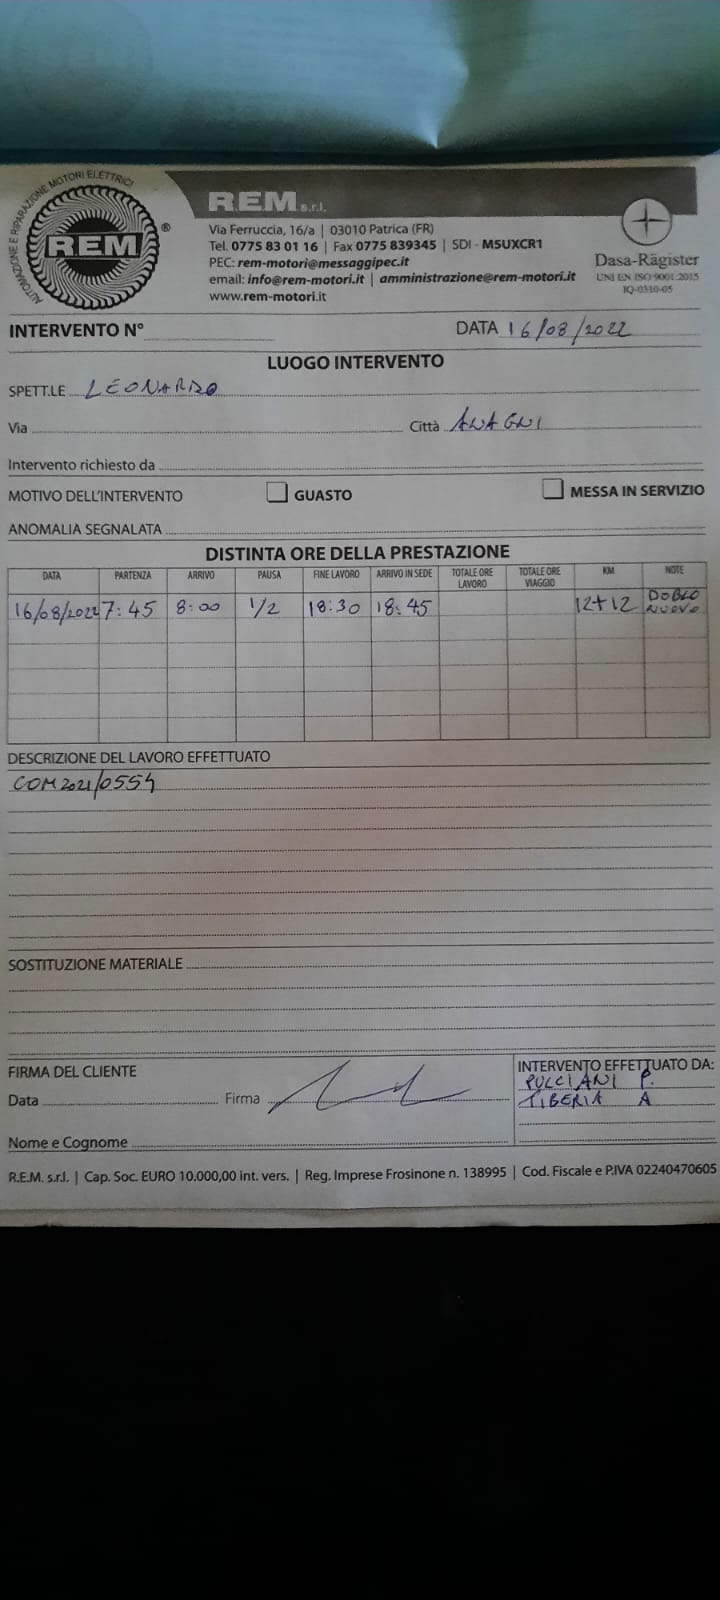 AUTOMAZIONE E RIPARAZIONE MOTORI ELETTRICI
REM ®
R.E.M. s.r.l.
Via Ferruccia, 16/a | 03010 Patrica (FR)
Tel. 0775 83 01 16 | Fax 0775 839345 | SDI - M5UXCR1
PEC: rem-motori@messaggipec.it
email: info@rem-motori.it | amministrazione@rem-motori.it
www.rem-motori.it
Dasa-Rägister
UNI EN ISO 9001:2015
IQ-0310-05
INTERVENTO N° DATA 16/08/2022
LUOGO INTERVENTO
SPETT.LE LEONARDO
Via Città ANAGNI
Intervento richiesto da
MOTIVO DELL'INTERVENTO GUASTO MESSA IN SERVIZIO
ANOMALIA SEGNALATA
DISTINTA ORE DELLA PRESTAZIONE
DATA PARTENZA ARRIVO PAUSA FINE LAVORO ARRIVO IN SEDE TOTALE ORE LAVORO TOTALE ORE VIAGGIO KM NOTE
16/08/2022 7:45 8:00 1/2 18:30 18:45 12+12 DOBLO NUOVO
DESCRIZIONE DEL LAVORO EFFETTUATO
COM2021/0554
SOSTITUZIONE MATERIALE
FIRMA DEL CLIENTE
Data Firma
Nome e Cognome
INTERVENTO EFFETTUATO DA:
PULCIANI P.
TIBERIA A
R.E.M. s.r.l. | Cap. Soc. EURO 10.000,00 int. vers. | Reg. Imprese Frosinone n. 138995 | Cod. Fiscale e P.IVA 02240470605